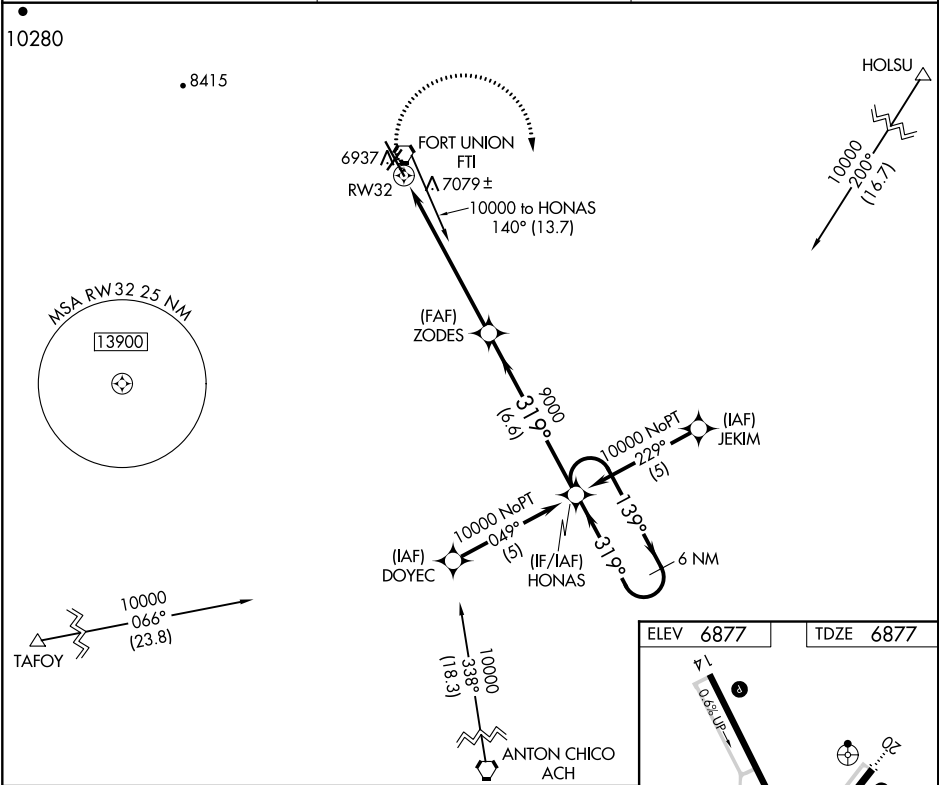 10280
8415
HOLSU
FORT UNION
FTI
6937
RW32
7079 ±
10000 to HONAS
140° (13.7)
10000
200°
(16.7)
MSA RW32 25 NM
13900
(FAF)
ZODES
9000
319°
(6.6)
10000 NoPT
229°
(5)
(IAF)
JEKIM
10000 NoPT
049°
(5)
139°
319°
6 NM
(IAF)
DOYEC
(IF/IAF)
HONAS
10000
066°
(23.8)
TAFOY
10000
338°
(18.3)
ANTON CHICO
ACH
ELEV 6877
TDZE 6877
14
P
0.6% UP
20